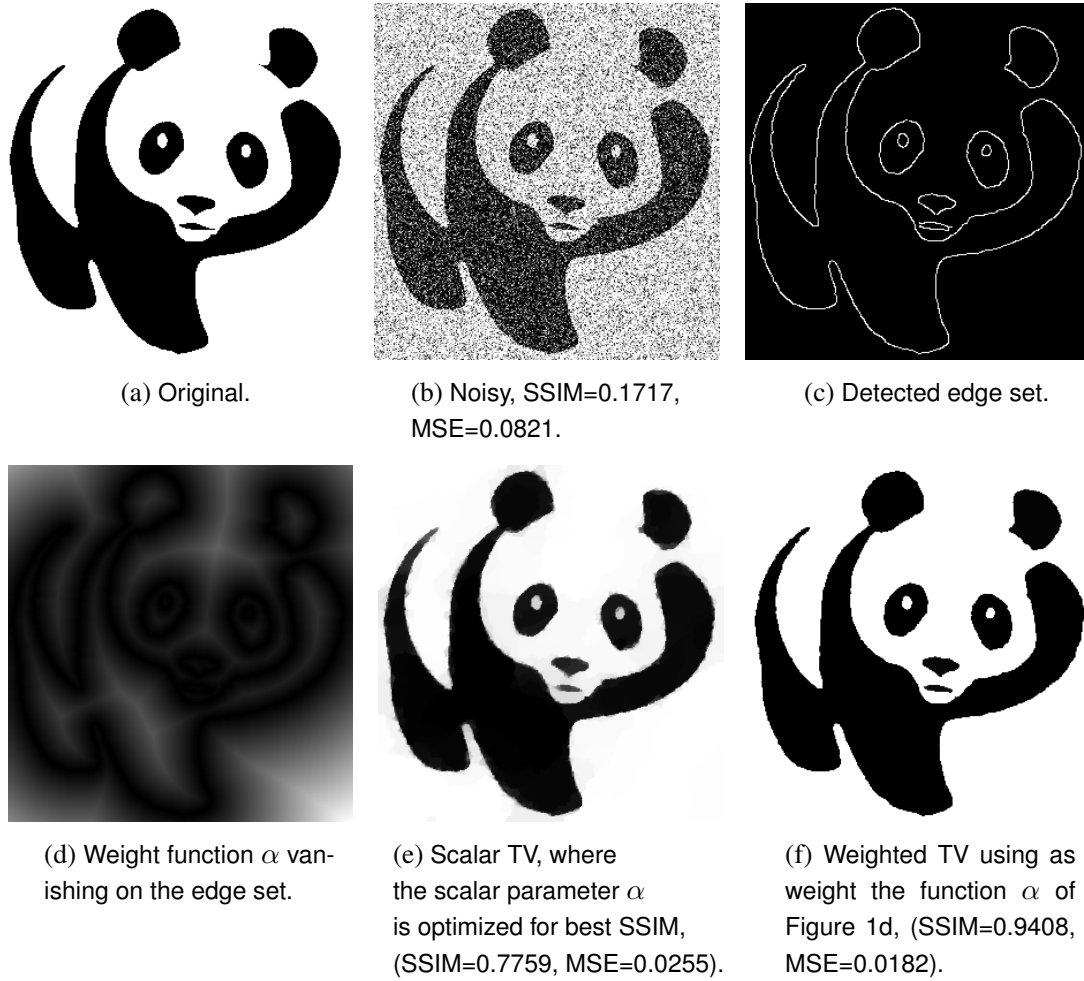 (a) Original.
(b) Noisy, SSIM=0.1717,
MSE=0.0821.
(c) Detected edge set.
(d) Weight function α van-
ishing on the edge set.
(e) Scalar TV, where
the scalar parameter α
is optimized for best SSIM,
(SSIM=0.7759, MSE=0.0255).
(f) Weighted TV using as
weight the function α of
Figure 1d, (SSIM=0.9408,
MSE=0.0182).